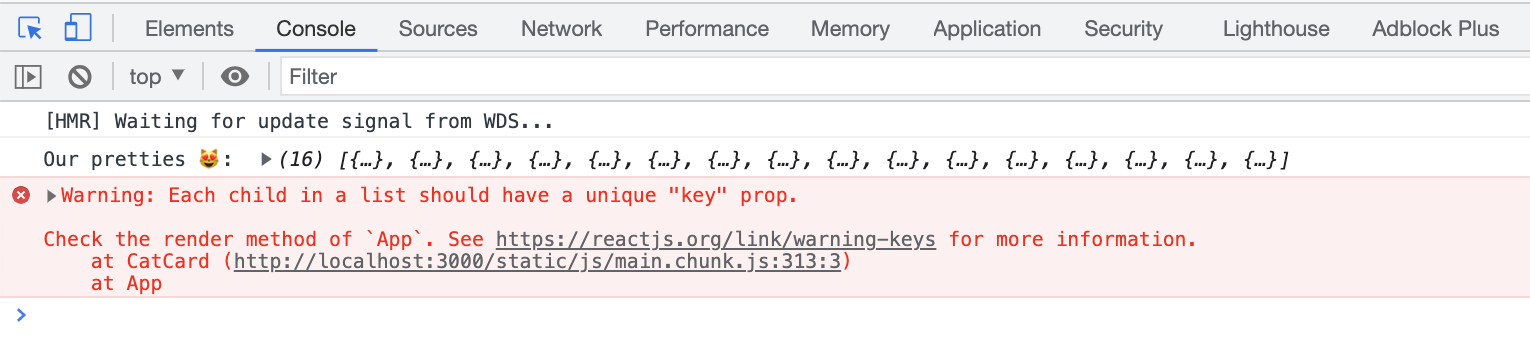 Elements Console Sources Network Performance Memory Application Security Lighthouse Adblock Plus
top ▼ Filter
[HMR] Waiting for update signal from WDS...
Our pretties 😻: ▶(16) [{…}, {…}, {…}, {…}, {…}, {…}, {…}, {…}, {…}, {…}, {…}, {…}, {…}, {…}, {…}, {…}]
▶Warning: Each child in a list should have a unique "key" prop.
Check the render method of `App`. See https://reactjs.org/link/warning-keys for more information.
at CatCard (http://localhost:3000/static/js/main.chunk.js:313:3)
at App